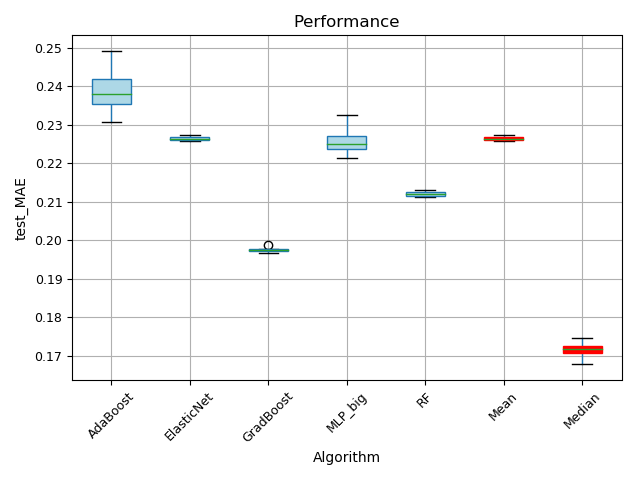 Performance
test_MAE
0.25
0.24
0.23
0.22
0.21
0.20
0.19
0.18
0.17
AdaBoost
ElasticNet
GradBoost
MLP_big
RF
Mean
Median
Algorithm